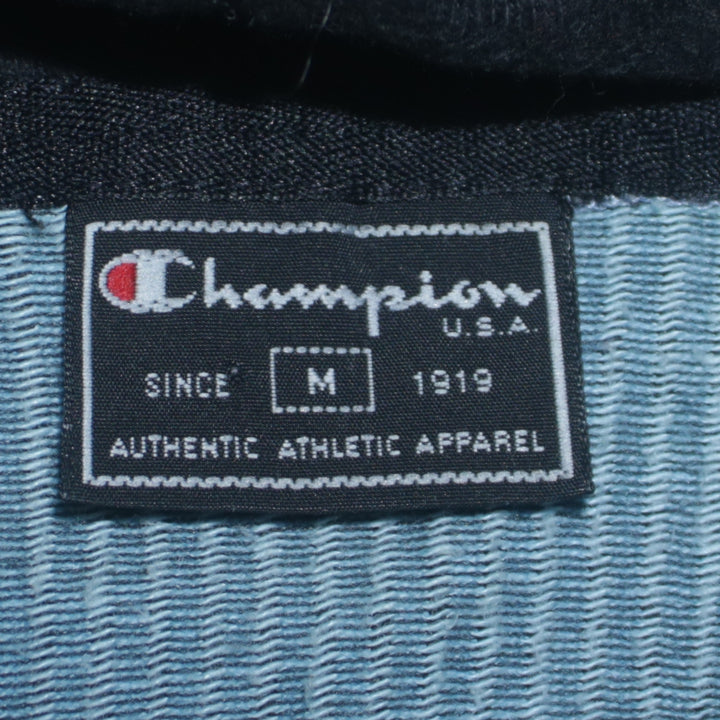 Champion
U.S.A.
SINCE M 1919
AUTHENTIC ATHLETIC APPAREL